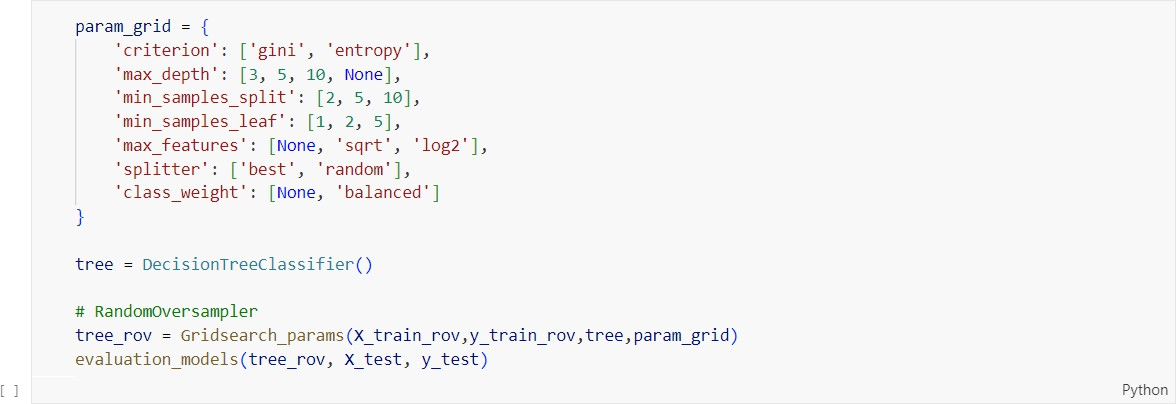 param_grid = {
    'criterion': ['gini', 'entropy'],
    'max_depth': [3, 5, 10, None],
    'min_samples_split': [2, 5, 10],
    'min_samples_leaf': [1, 2, 5],
    'max_features': [None, 'sqrt', 'log2'],
    'splitter': ['best', 'random'],
    'class_weight': [None, 'balanced']
}
tree = DecisionTreeClassifier()
# RandomOversampler
tree_rov = Gridsearch_params(X_train_rov,y_train_rov,tree,param_grid)
evaluation_models(tree_rov, X_test, y_test)
[ ]
Python